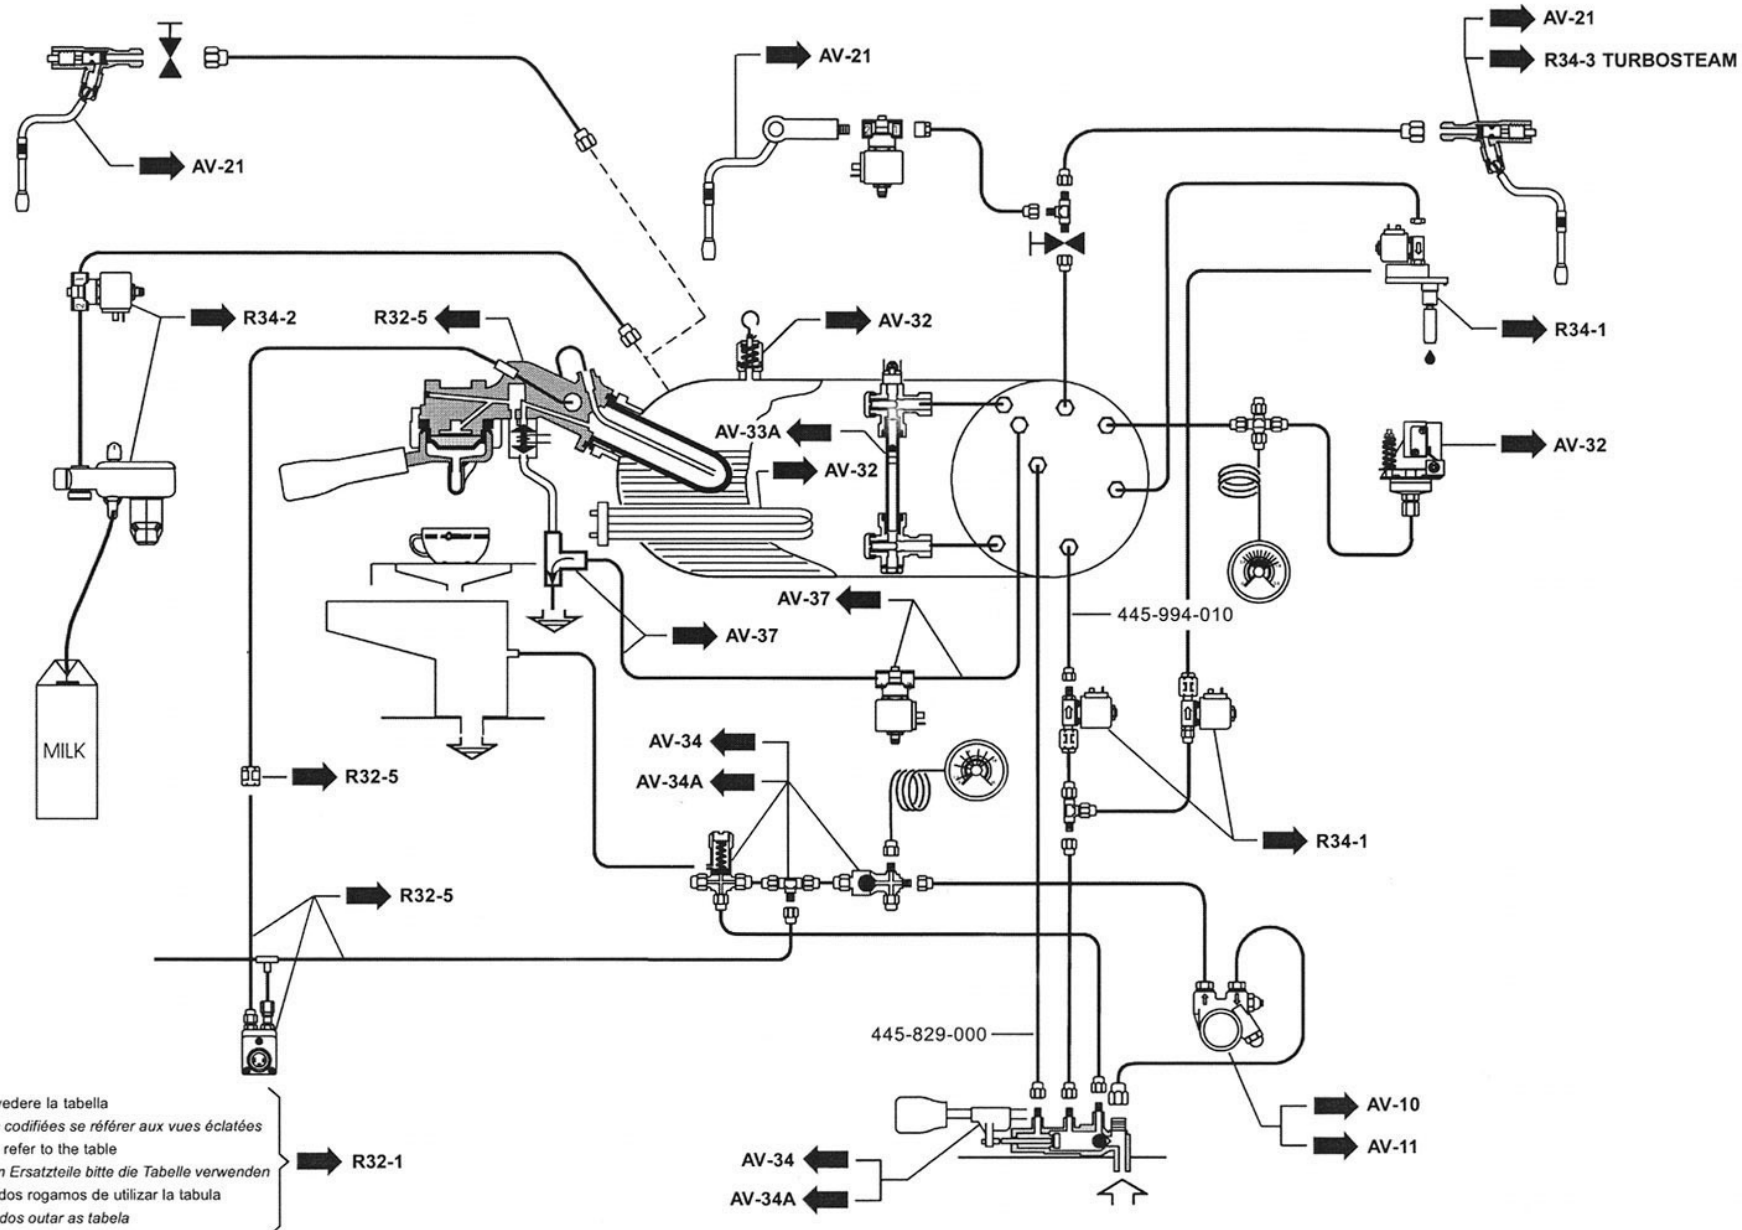 AV-21
AV-21
R34-3 TURBOSTEAM
AV-21
AV-21
R34-2
R32-5
AV-32
R34-1
AV-33A
AV-32
AV-32
AV-37
445-994-010
AV-37
MILK
AV-34
R32-5
AV-34A
R34-1
R32-5
445-829-000
vedere la tabella
codifiées se référer aux vues éclatées
refer to the table
Ersatzteile bitte die Tabelle verwenden
R32-1
dos rogamos de utilizar la tabula
dos outar as tabela
AV-10
AV-11
AV-34
AV-34A